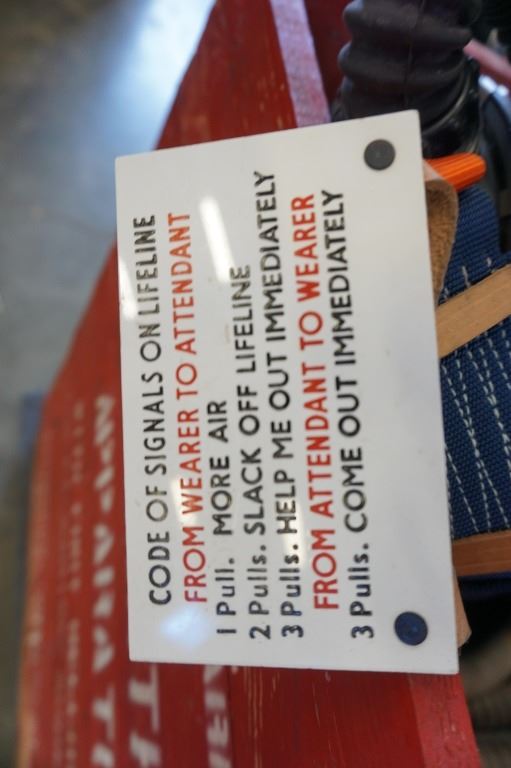 CODE OF SIGNALS ON LIFELINE
FROM WEARER TO ATTENDANT
1 Pull. MORE AIR
2 Pulls. SLACK OFF LIFELINE
3 Pulls. HELP ME OUT IMMEDIATELY
FROM ATTENDANT TO WEARER
3 Pulls. COME OUT IMMEDIATELY